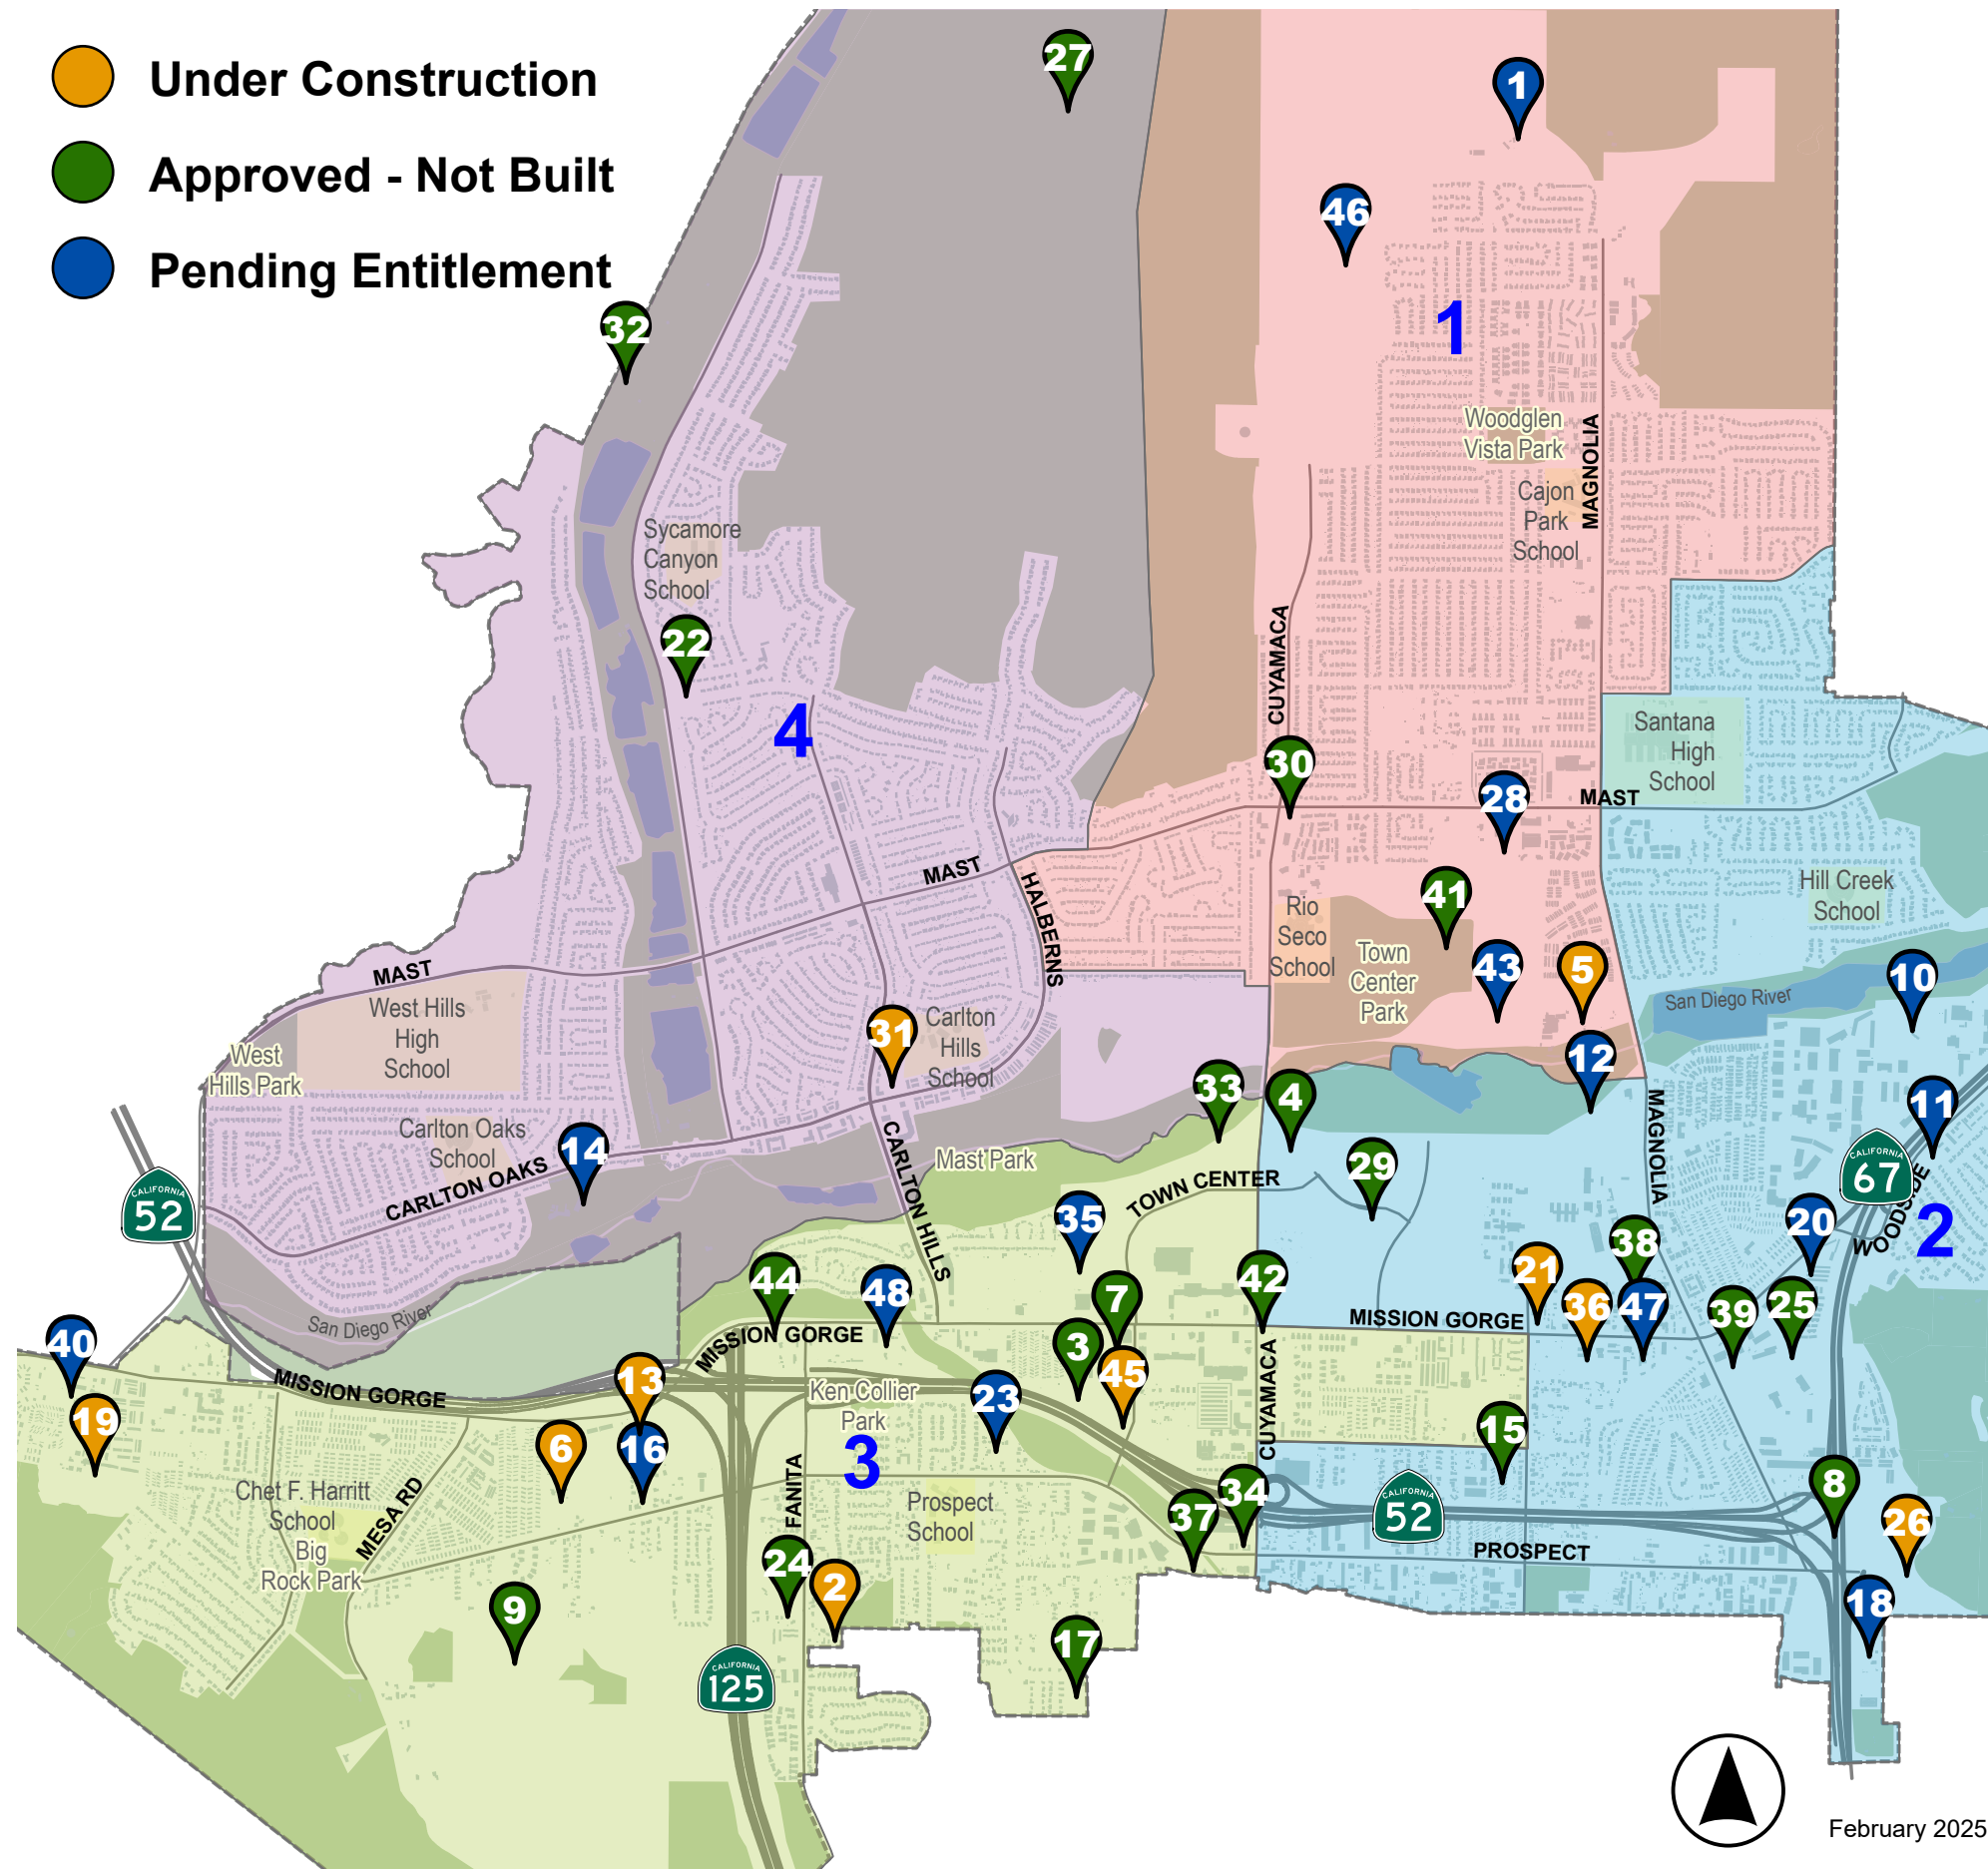 Under Construction
Approved - Not Built
Pending Entitlement
27
1
46
32
1
Woodglen
Vista Park
MAGNOLIA
Cajon
Park
School
Sycamore
Canyon
School
22
4
CUYAMACA
30
28
MAST
Santana
High
School
MAST
HALBERNS
41
Rio
Seco
School
Town
Center
Park
43
5
Hill Creek
School
10
San Diego River
MAST
West Hills
High
School
West
Hills Park
31
Carlton
Hills
School
12
33
4
11
Carlton Oaks
School
14
CARLTON OAKS
CARLTON HILLS
Mast Park
TOWN CENTER
29
MAGNOLIA
CALIFORNIA
67
WOODSIDE
2
CALIFORNIA
52
35
20
38
44
48
7
42
21
36
47
39
25
San Diego River
MISSION GORGE
MISSION GORGE
40
19
MISSION GORGE
13
3
45
CUYAMACA
Ken Collier
Park
23
6
16
3
15
FANITA
Chet F. Harritt
School
Big
Rock Park
MESA RD
Prospect
School
34
37
CALIFORNIA
52
8
26
PROSPECT
24
2
9
17
18
CALIFORNIA
125
February 2025